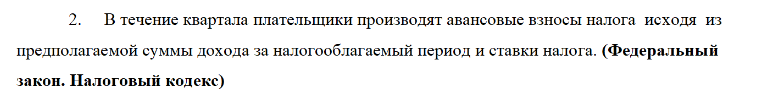 2. В течение квартала плательщики производят авансовые взносы налога исходя из
предполагаемой суммы дохода за налогооблагаемый период и ставки налога. (Федеральный
закон. Налоговый кодекс)